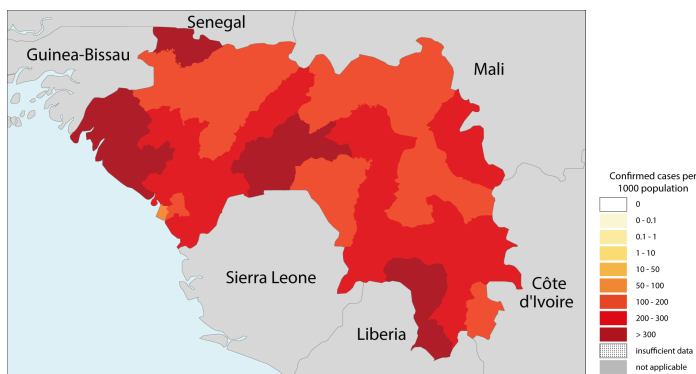 Senegal
Guinea-Bissau
Mali
Sierra Leone
Côte
d'Ivoire
Liberia
Confirmed cases per
1000 population
0
0 - 0.1
0.1 - 1
1 - 10
10 - 50
50 - 100
100 - 200
200 - 300
> 300
insufficient data
not applicable